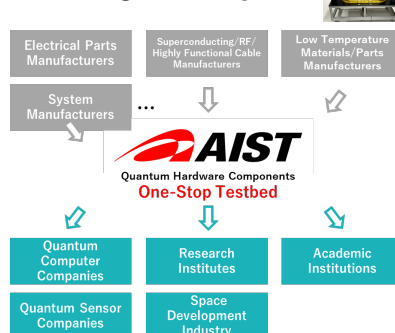 Electrical Parts
Manufacturers
Superconducting/RF/
Highly Functional Cable
Manufacturers
Low Temperature
Materials/Parts
Manufacturers
System
Manufacturers
...
AIST
Quantum Hardware Components
One-Stop Testbed
Quantum
Computer
Companies
Research
Institutes
Academic
Institutions
Quantum Sensor
Companies
Space
Development
Industry